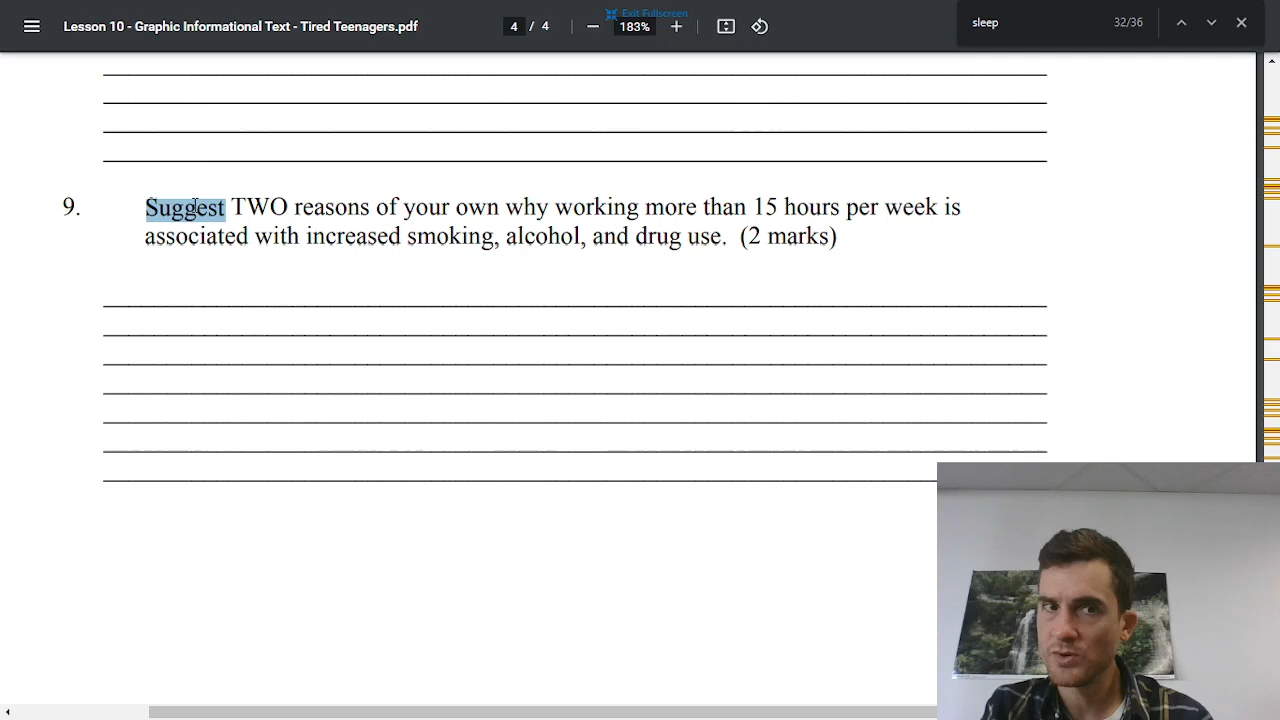 Exit Fullscreen
Lesson 10 - Graphic Informational Text - Tired Teenagers.pdf
4 / 4
183%
sleep
32/36
9. Suggest TWO reasons of your own why working more than 15 hours per week is
associated with increased smoking, alcohol, and drug use. (2 marks)